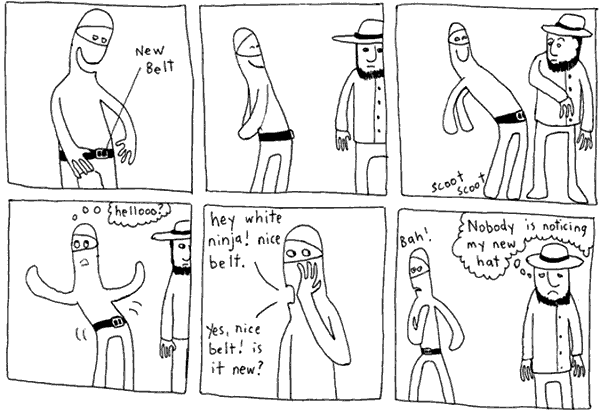 New
Belt
scoot
scoot
hellooo?
hey white
ninja! nice
belt.
yes, nice
belt! is
it new?
Bah!
Nobody is noticing
my new
hat